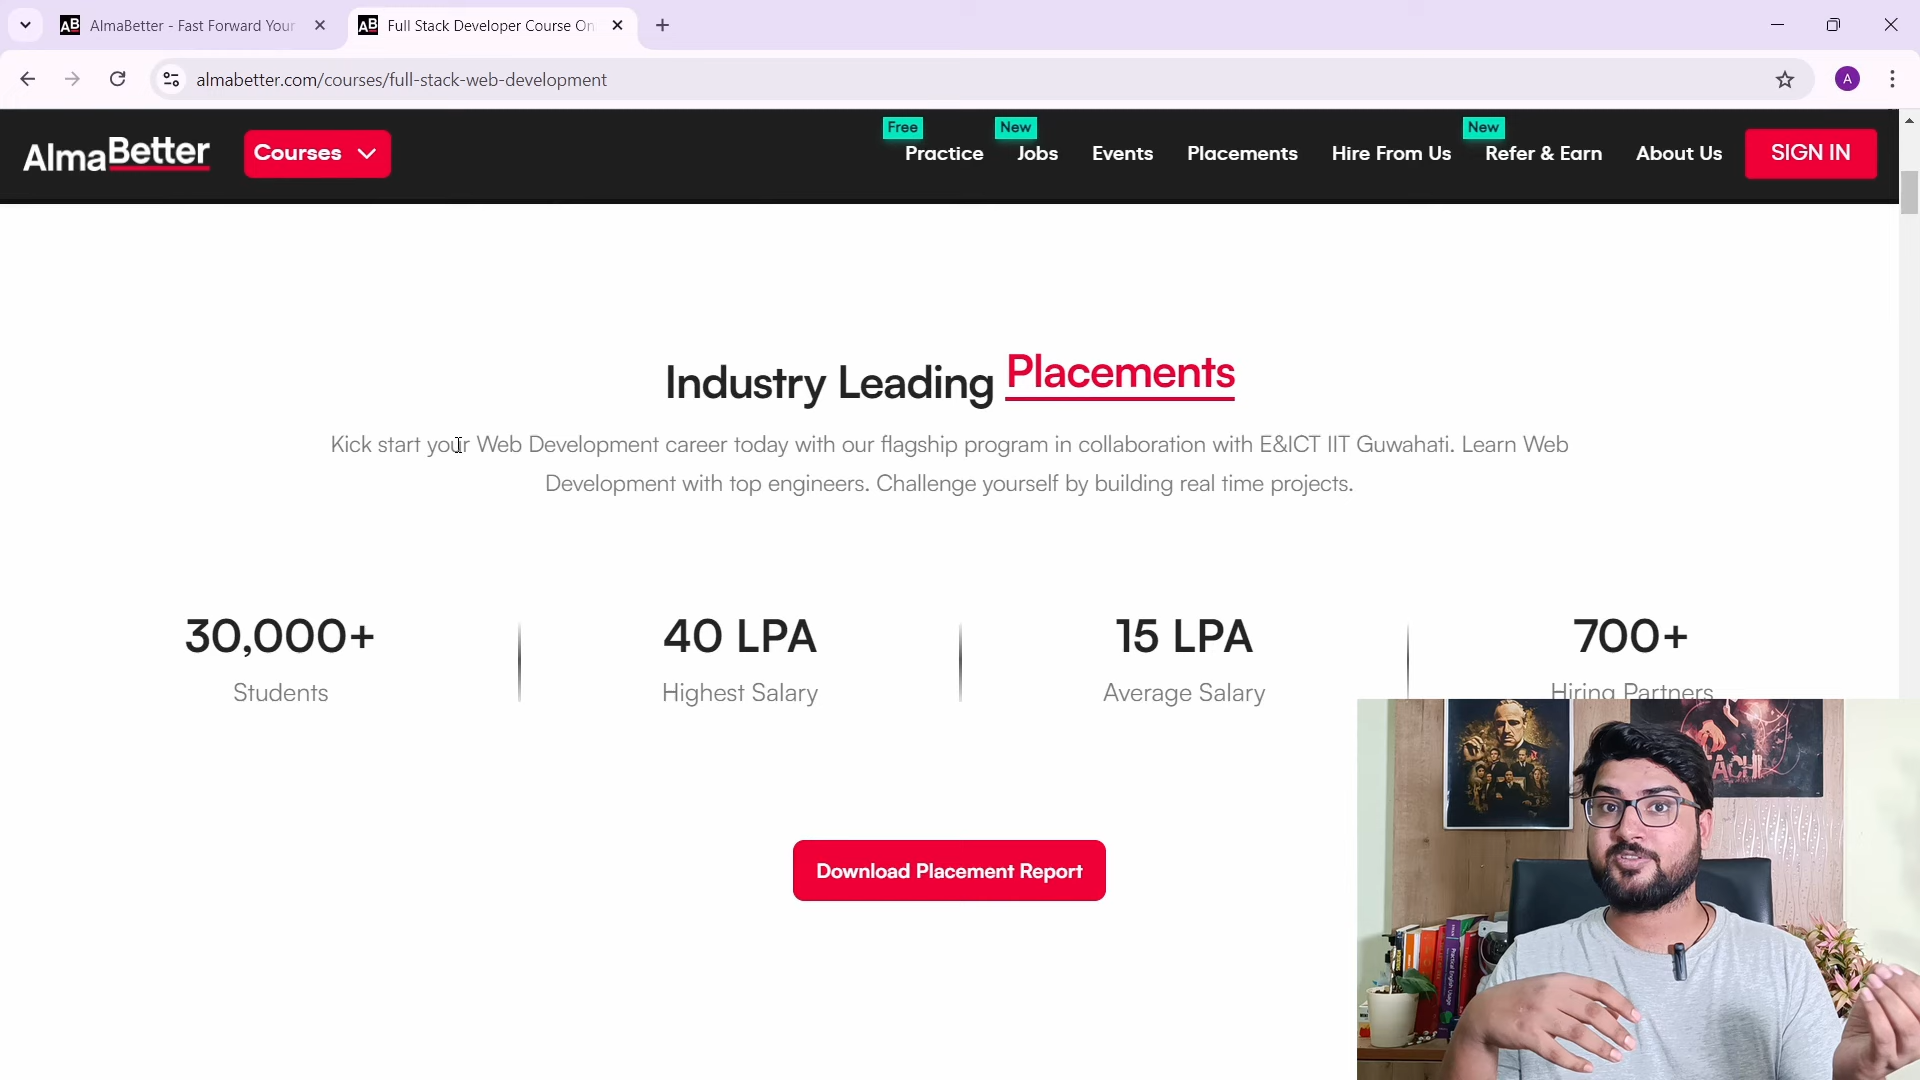 AlmaBetter - Fast Forward Your
Full Stack Developer Course On
almabetter.com/courses/full-stack-web-development
A
AlmaBetter
Courses
Free
Practice
New
Jobs
Events
Placements
Hire From Us
New
Refer & Earn
About Us
SIGN IN
Industry Leading Placements
Kick start your Web Development career today with our flagship program in collaboration with E&ICT IIT Guwahati. Learn Web
Development with top engineers. Challenge yourself by building real time projects.
30,000+
Students
40 LPA
Highest Salary
15 LPA
Average Salary
700+
Hiring Partners
Download Placement Report